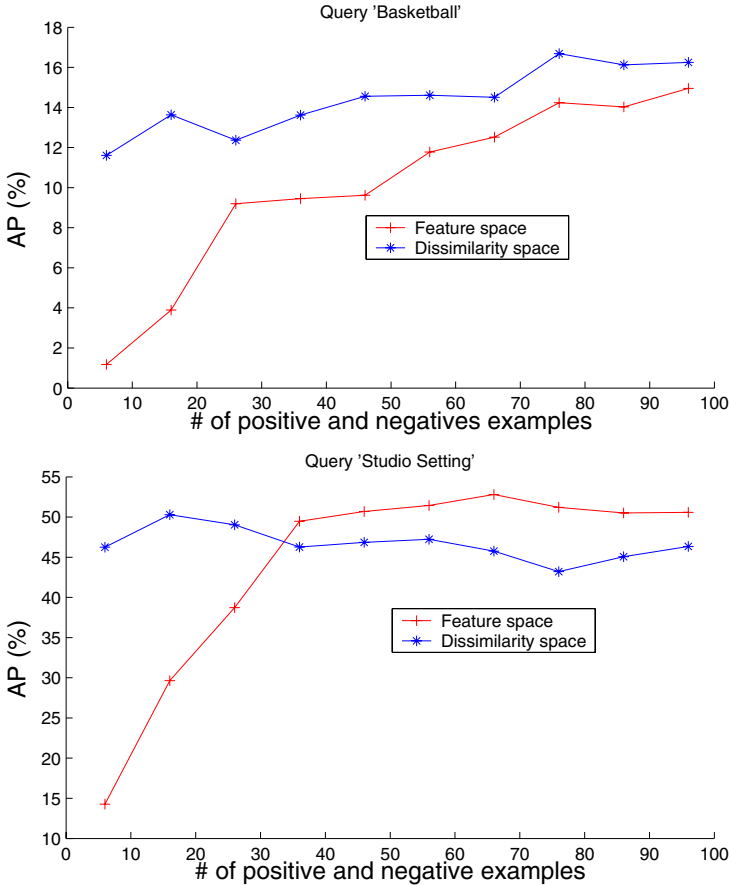 Query 'Basketball'
18
16
14
12
10
8
6
4
2
0
AP (%)
Feature space
Dissimilarity space
0 10 20 30 40 50 60 70 80 90 100
# of positive and negatives examples
Query 'Studio Setting'
55
50
45
40
35
30
25
20
15
10
AP (%)
Feature space
Dissimilarity space
0 10 20 30 40 50 60 70 80 90 100
# of positive and negative examples